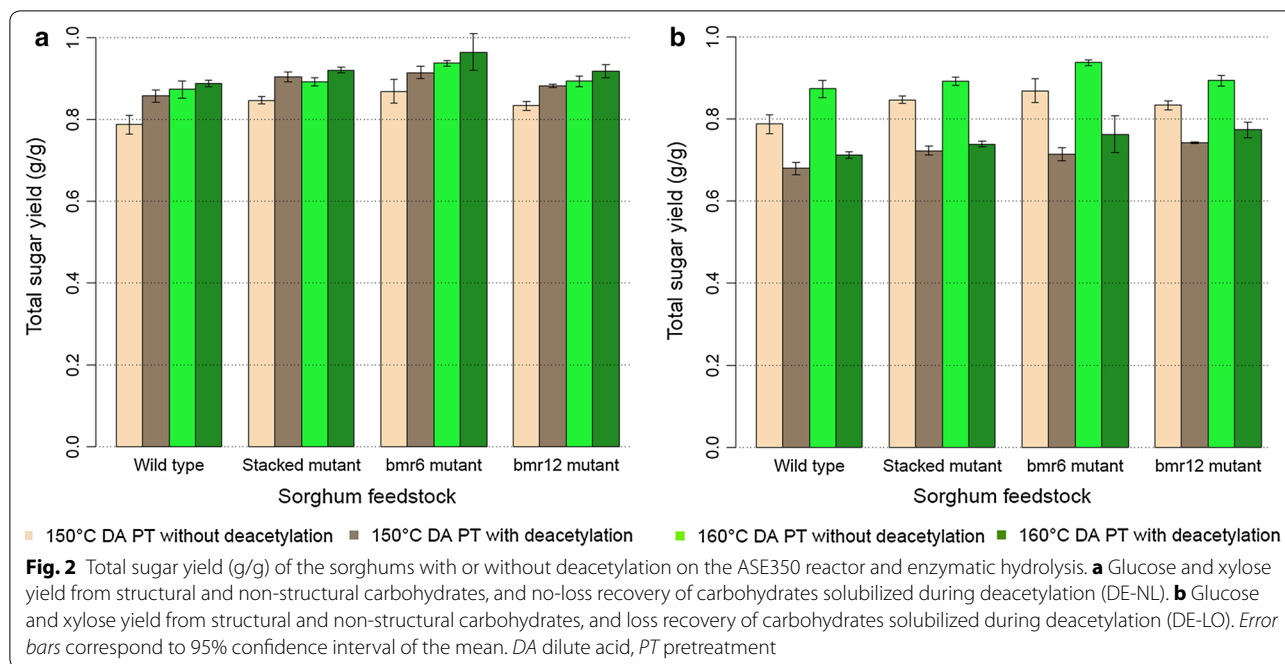 a
b
Total sugar yield (g/g)
1.0
0.8
0.6
0.4
0.2
0.0
Wild type Stacked mutant bmr6 mutant bmr12 mutant
Sorghum feedstock
Total sugar yield (g/g)
1.0
0.8
0.6
0.4
0.2
0.0
Wild type Stacked mutant bmr6 mutant bmr12 mutant
Sorghum feedstock
150°C DA PT without deacetylation 150°C DA PT with deacetylation 160°C DA PT without deacetylation 160°C DA PT with deacetylation
Fig. 2 Total sugar yield (g/g) of the sorghums with or without deacetylation on the ASE350 reactor and enzymatic hydrolysis. a Glucose and xylose
yield from structural and non-structural carbohydrates, and no-loss recovery of carbohydrates solubilized during deacetylation (DE-NL). b Glucose
and xylose yield from structural and non-structural carbohydrates, and loss recovery of carbohydrates solubilized during deacetylation (DE-LO). Error
bars correspond to 95% confidence interval of the mean. DA dilute acid, PT pretreatment